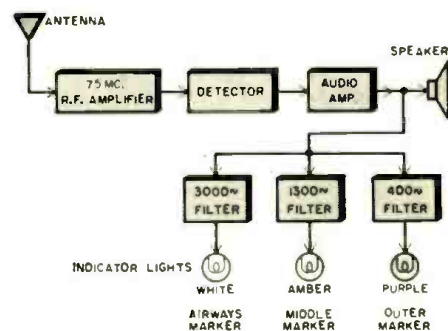 ANTENNA
SPEAKER
75 MC.
R.F. AMPLIFIER
DETECTOR
AUDIO
AMP.
3000~
FILTER
1300~
FILTER
400~
FILTER
INDICATOR LIGHTS
WHITE
AMBER
PURPLE
AIRWAYS
MARKER
MIDDLE
MARKER
OUTER
MARKER